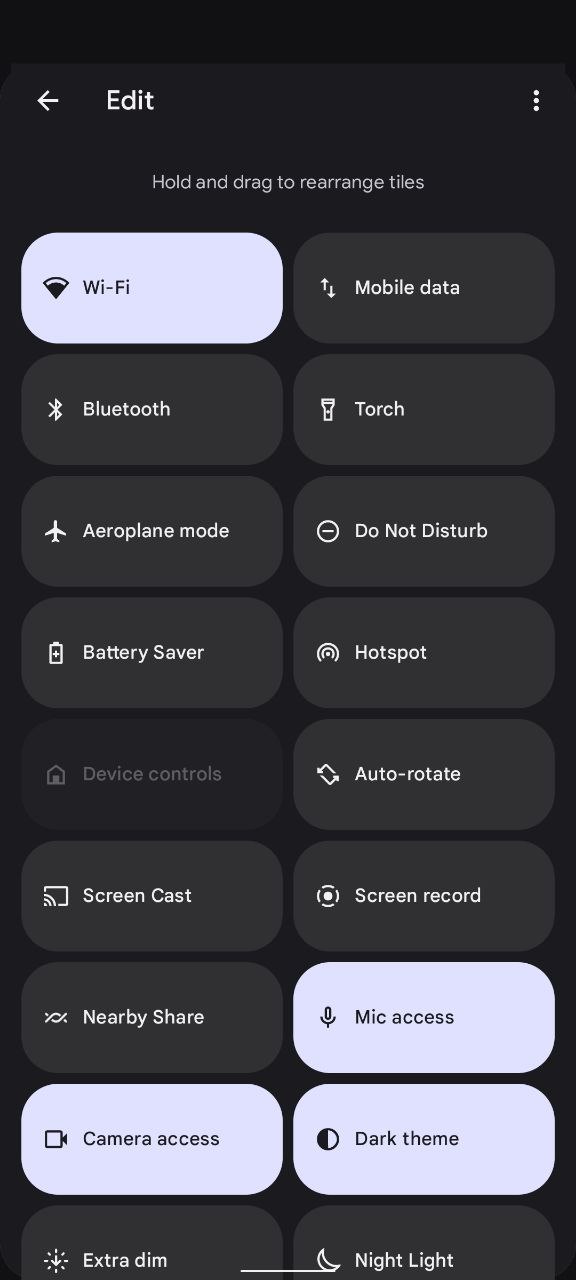 Edit
Hold and drag to rearrange tiles
Wi-Fi
Mobile data
Bluetooth
Torch
Aeroplane mode
Do Not Disturb
Battery Saver
Hotspot
Device controls
Auto-rotate
Screen Cast
Screen record
Nearby Share
Mic access
Camera access
Dark theme
Extra dim
Night Light